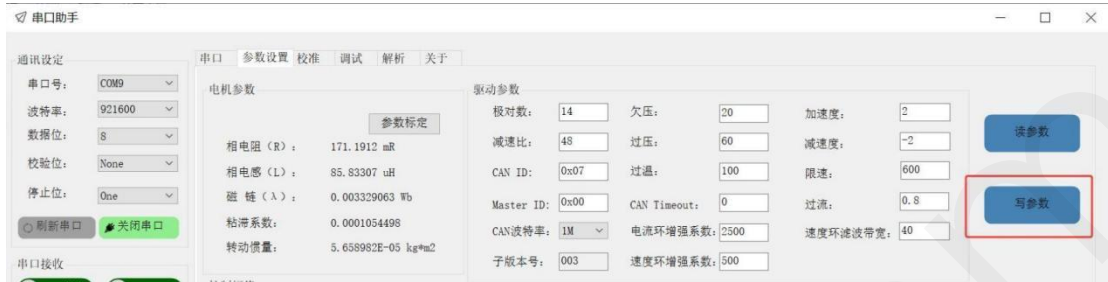 串口助手
通讯设定
串口号： COM9
波特率： 921600
数据位： 8
校验位： None
停止位： One
刷新串口 关闭串口
串口接收
串口 参数设置 校准 调试 解析 关于
电机参数
参数标定
相电阻（R）： 171.1912 mR
相电感（L）： 85.83307 uH
磁 链（λ）： 0.003329063 Wb
粘滞系数： 0.0001054498
转动惯量： 5.658982E-05 kg*m2
驱动参数
极对数： 14 欠压： 20 加速度： 2
减速比： 48 过压： 60 减速度： -2
CAN ID: 0x07 过温： 100 限速： 600
Master ID: 0x00 CAN Timeout: 0 过流： 0.8
CAN波特率： 1M 电流环增强系数： 2500 速度环滤波带宽： 40
子版本号： 003 速度环增强系数： 500
读参数
写参数